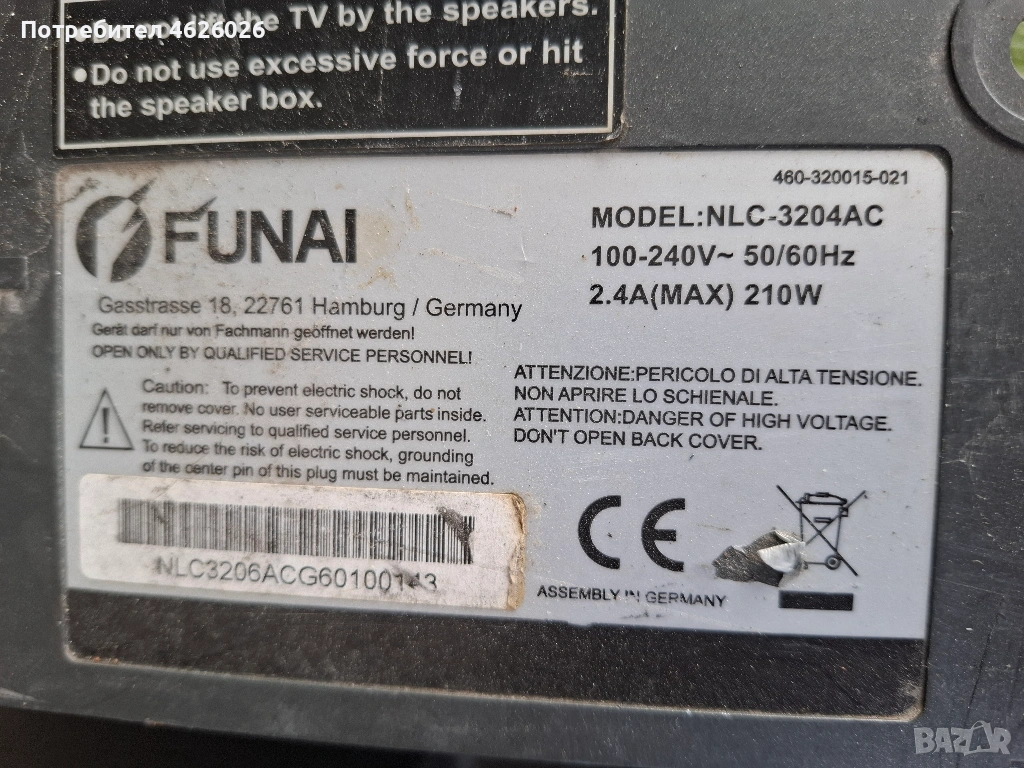 Потребител 4626026
the TV by the speakers.
•Do not use excessive force or hit
the speaker box.
460-320015-021
FUNAI
MODEL:NLC-3204AC
100-240V~ 50/60Hz
2.4A(MAX) 210W
Gasstrasse 18, 22761 Hamburg / Germany
Gerät darf nur von Fachmann geöffnet werden!
OPEN ONLY BY QUALIFIED SERVICE PERSONNEL!
Caution: To prevent electric shock, do not
remove cover. No user serviceable parts inside.
Refer servicing to qualified service personnel.
To reduce the risk of electric shock, grounding
of the center pin of this plug must be maintained.
ATTENZIONE:PERICOLO DI ALTA TENSIONE.
NON APRIRE LO SCHIENALE.
ATTENTION:DANGER OF HIGH VOLTAGE.
DON'T OPEN BACK COVER.
NLC3206ACG60100143
CE
ASSEMBLY IN GERMANY
BAZAR